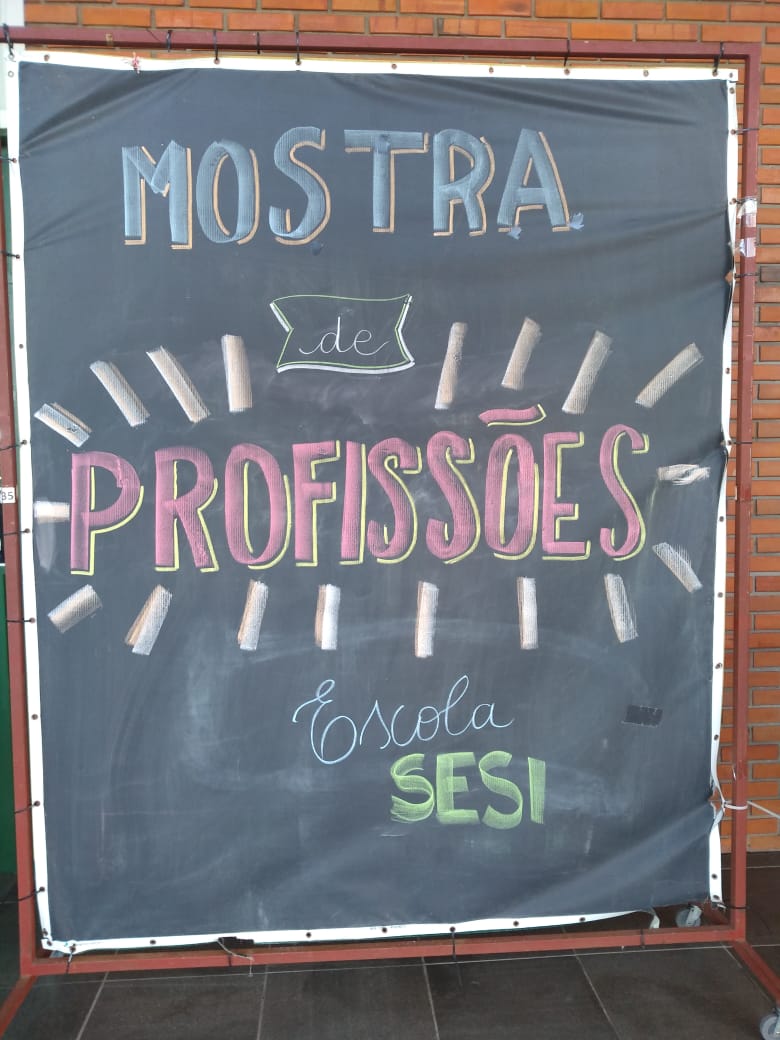 MOSTRA
de
PROFISSÕES
Escola
SESI